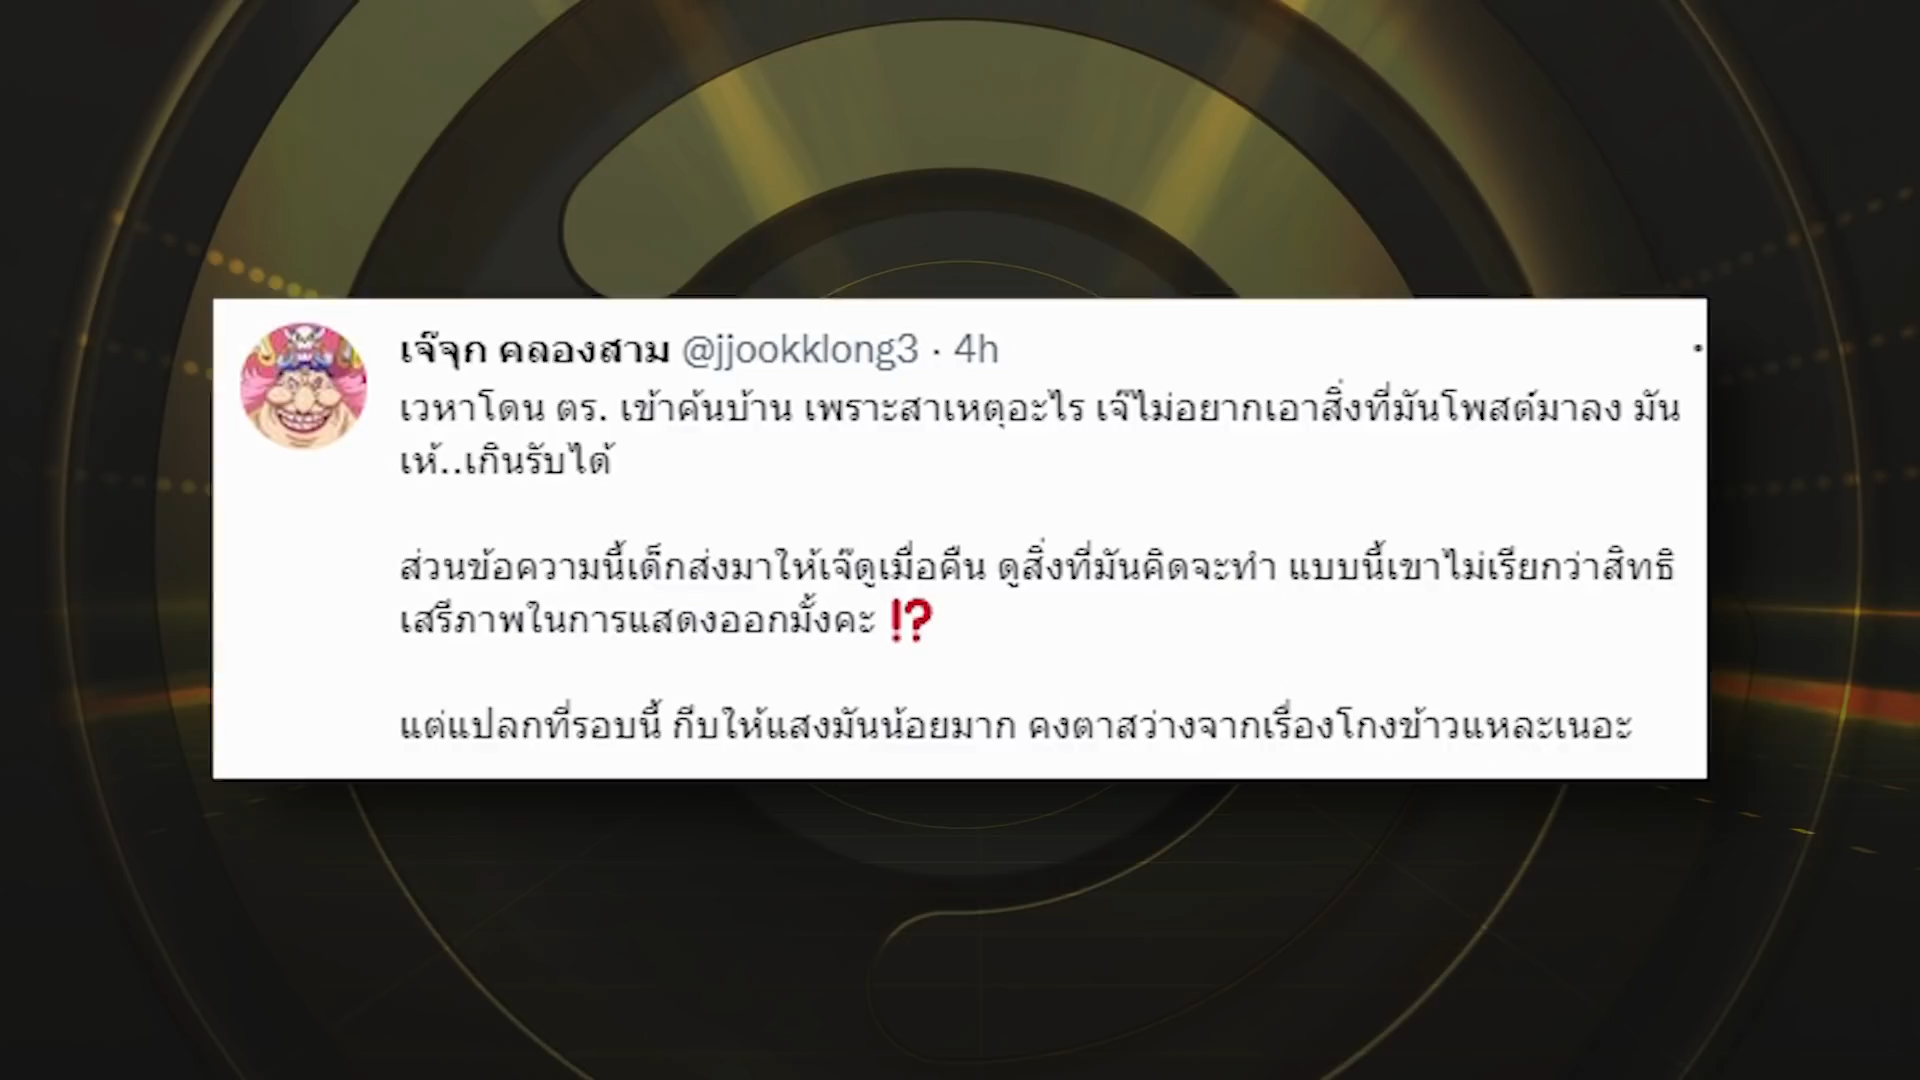 เจ๊จุก คลองสาม @jjookklong3 · 4h
เวหาโดน ตร. เข้าค้นบ้าน เพราะสาเหตุอะไร เจ๊ไม่อยากเอาสิ่งที่มันโพสต์มาลง มัน
เห้..เกินรับได้
ส่วนข้อความนี้เด็กส่งมาให้เจ๊ดูเมื่อคืน ดูสิ่งที่มันคิดจะทำ แบบนี้เขาไม่เรียกว่าสิทธิ
เสรีภาพในการแสดงออกมั้งคะ ⁉
แต่แปลกที่รอบนี้ กีบให้แสงมันน้อยมาก คงตาสว่างจากเรื่องโกงข้าวแหละเนอะ